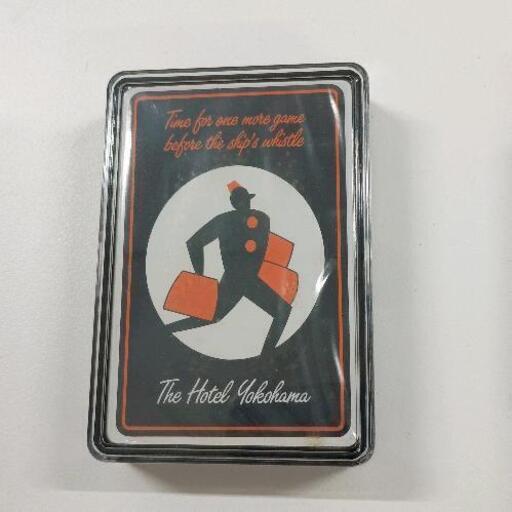 Time for one more game
before the ship's whistle
The Hotel Yokohama